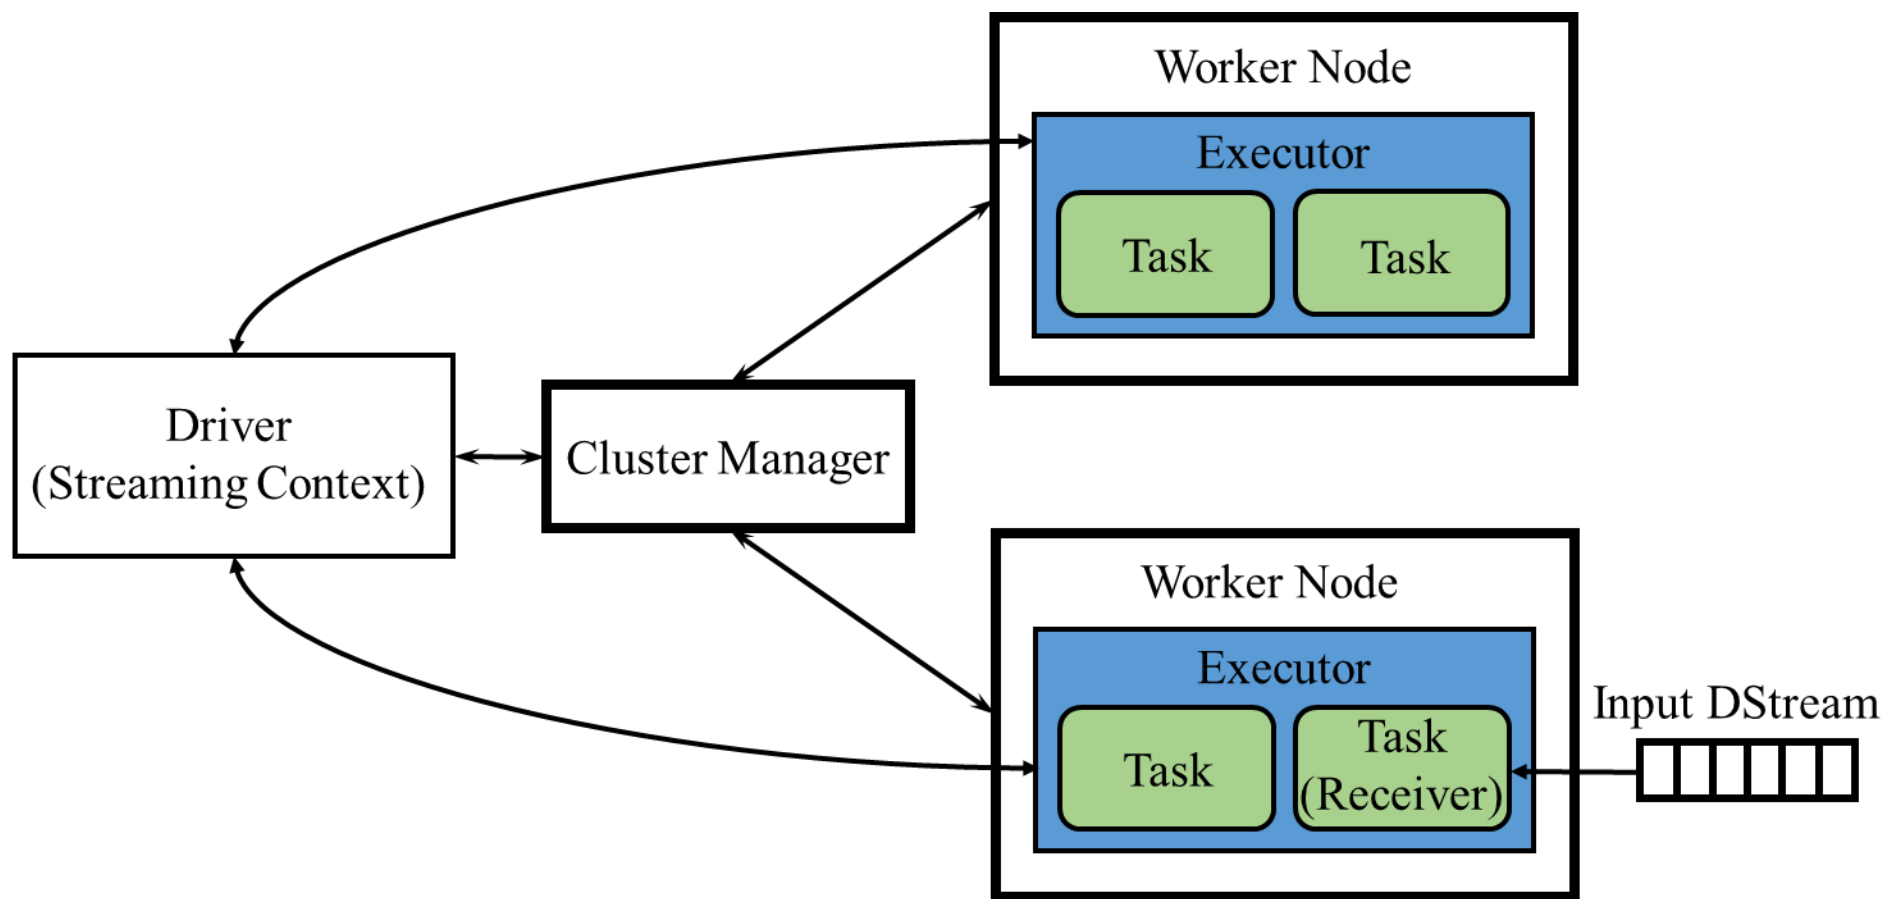 Worker Node
Executor
Task
Task
Driver
(Streaming Context)
Cluster Manager
Worker Node
Executor
Task
Task
(Receiver)
Input DStream